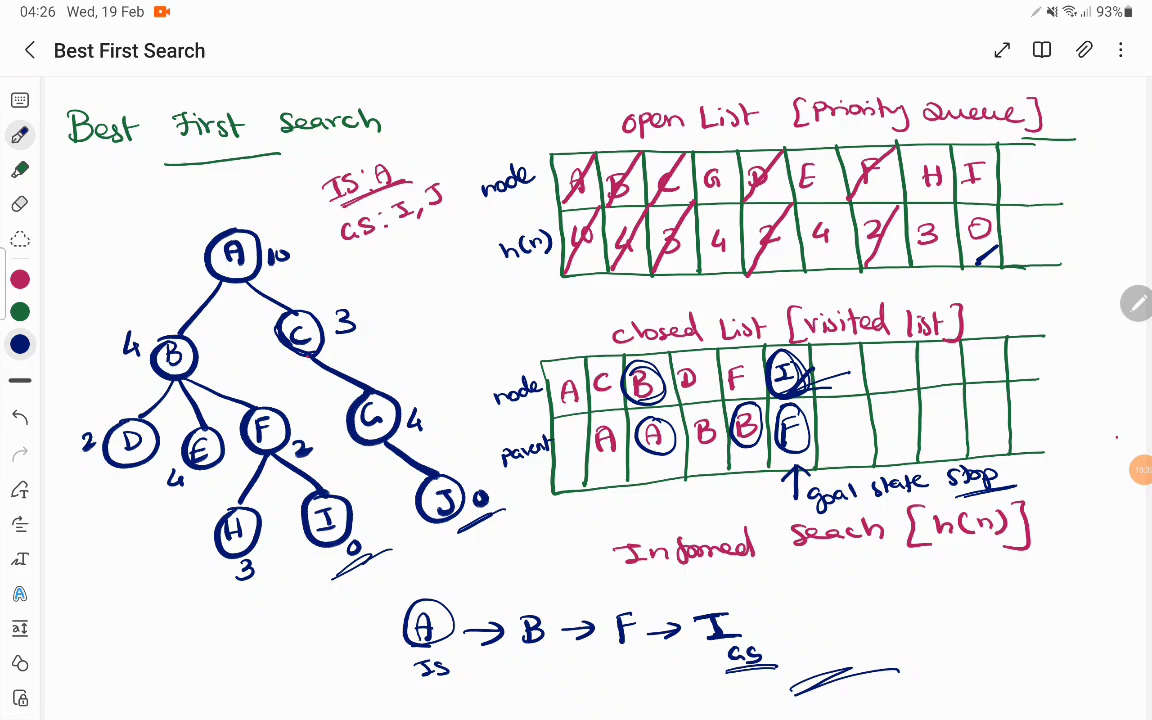 04:26 Wed, 19 Feb 93%
Best First Search
Best First Search
IS: A
GS: I, J
Open List [Priority Queue]
node A B C G D E F H I
h(n) 10 4 3 4 2 4 2 3 0
Closed List [visited list]
node A C B D F I
parent A A B B F
goal state stop
Informed Seach [h(n)]
A 10
4 B
C 3
2 D
E
4
F 2
G 4
H
3
I 0
J 0
A → B → F → I
IS GS